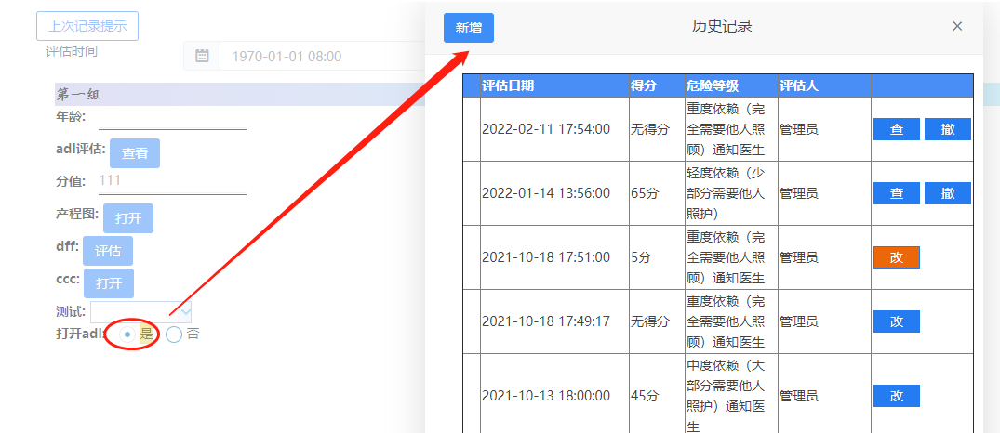 上次记录提示
评估时间
1970-01-01 08:00
第一组
年龄:
adl评估: 查看
分值: 111
产程图: 打开
dff: 评估
ccc: 打开
测试:
打开adl: 是 否
新增
历史记录
×
评估日期 得分 危险等级 评估人
2022-02-11 17:54:00 无得分 重度依赖（完
全需要他人照
顾）通知医生 管理员 查 撤
2022-01-14 13:56:00 65分 轻度依赖（少
部分需要他人
照护） 管理员 查 撤
2021-10-18 17:51:00 5分 重度依赖（完
全需要他人照
顾）通知医生 管理员 改
2021-10-18 17:49:17 无得分 重度依赖（完
全需要他人照
顾）通知医生 管理员 改
2021-10-13 18:00:00 45分 中度依赖（大
部分需要他人
照护）通知医
生 管理员 改